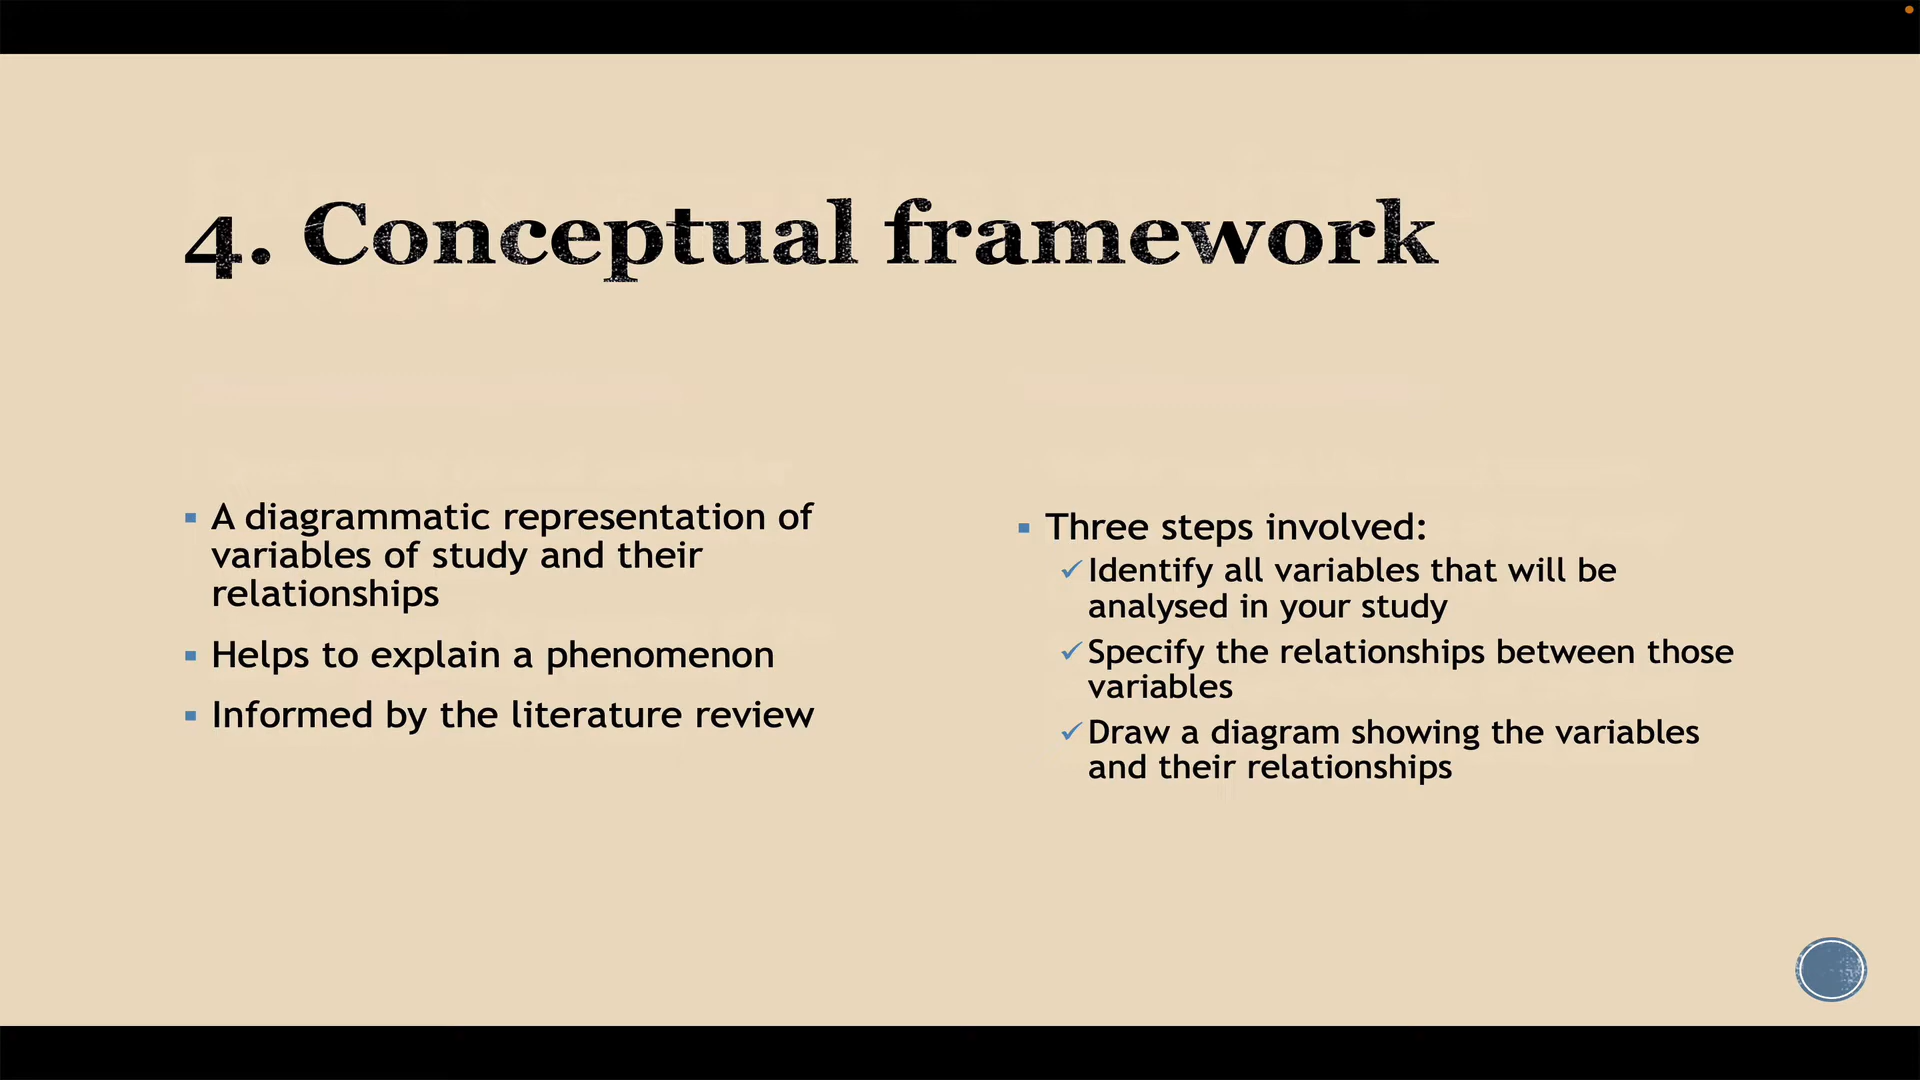 4. Conceptual framework
▪ A diagrammatic representation of
variables of study and their
relationships
▪ Helps to explain a phenomenon
▪ Informed by the literature review
▪ Three steps involved:
✓Identify all variables that will be
analysed in your study
✓Specify the relationships between those
variables
✓Draw a diagram showing the variables
and their relationships